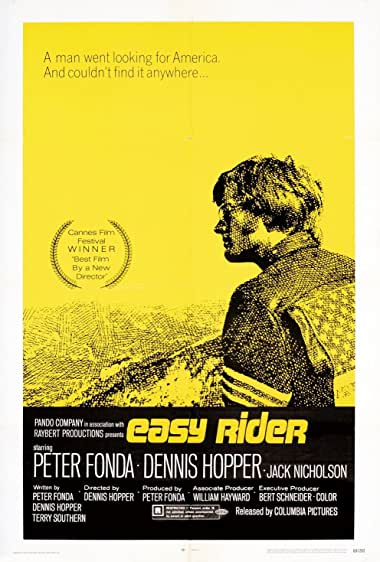 A man went looking for America.
And couldn't find it anywhere...
Cannes Film
Festival
WINNER
"Best Film
By a New
Director"
PANDO COMPANY in association with
RAYBERT PRODUCTIONS presents
easy RideR
starring
PETER FONDA · DENNIS HOPPER · JACK NICHOLSON
Written by
PETER FONDA
DENNIS HOPPER
TERRY SOUTHERN
Directed by
DENNIS HOPPER
Produced by
PETER FONDA
Associate Producer
WILLIAM HAYWARD
Executive Producer
BERT SCHNEIDER · COLOR
R
RESTRICTED
Released by COLUMBIA PICTURES